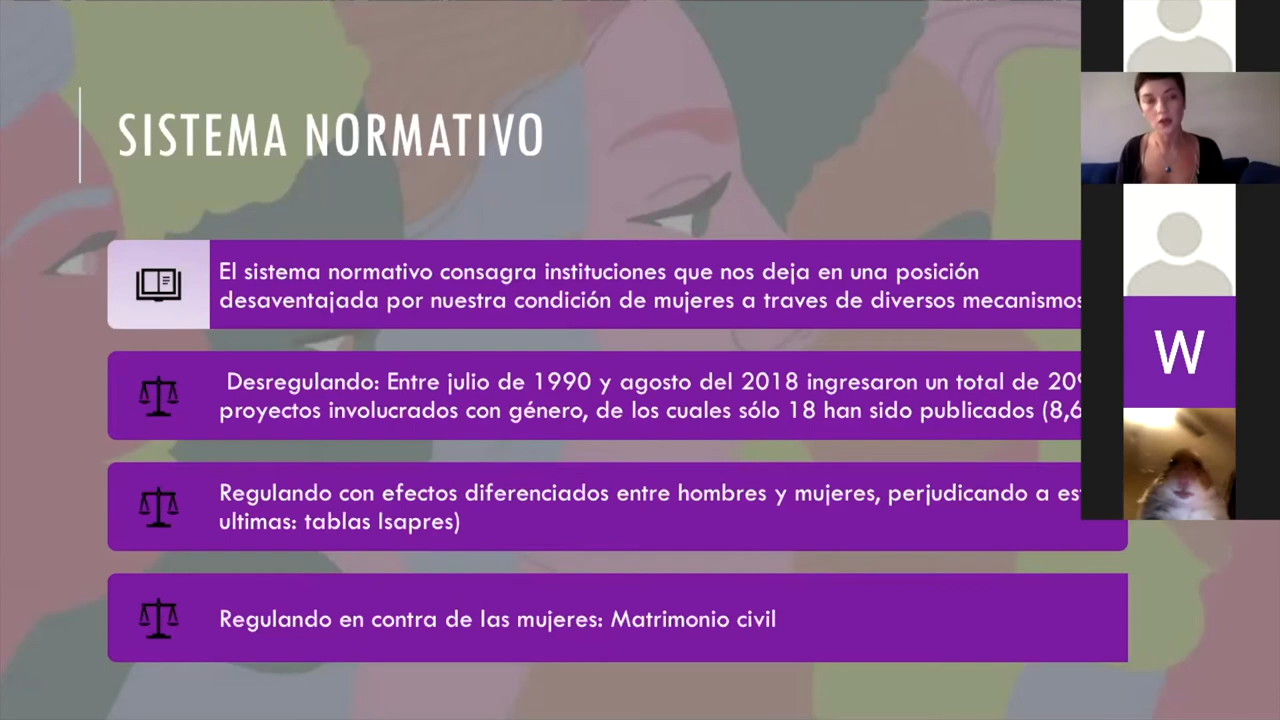 SISTEMA NORMATIVO
El sistema normativo consagra instituciones que nos deja en una posición
desaventajada por nuestra condición de mujeres a traves de diversos mecanismos
Desregulando: Entre julio de 1990 y agosto del 2018 ingresaron un total de
proyectos involucrados con género, de los cuales sólo 18 han sido publicados (8,6
Regulando con efectos diferenciados entre hombres y mujeres, perjudicando a
ultimas: tablas Isapres)
Regulando en contra de las mujeres: Matrimonio civil
W